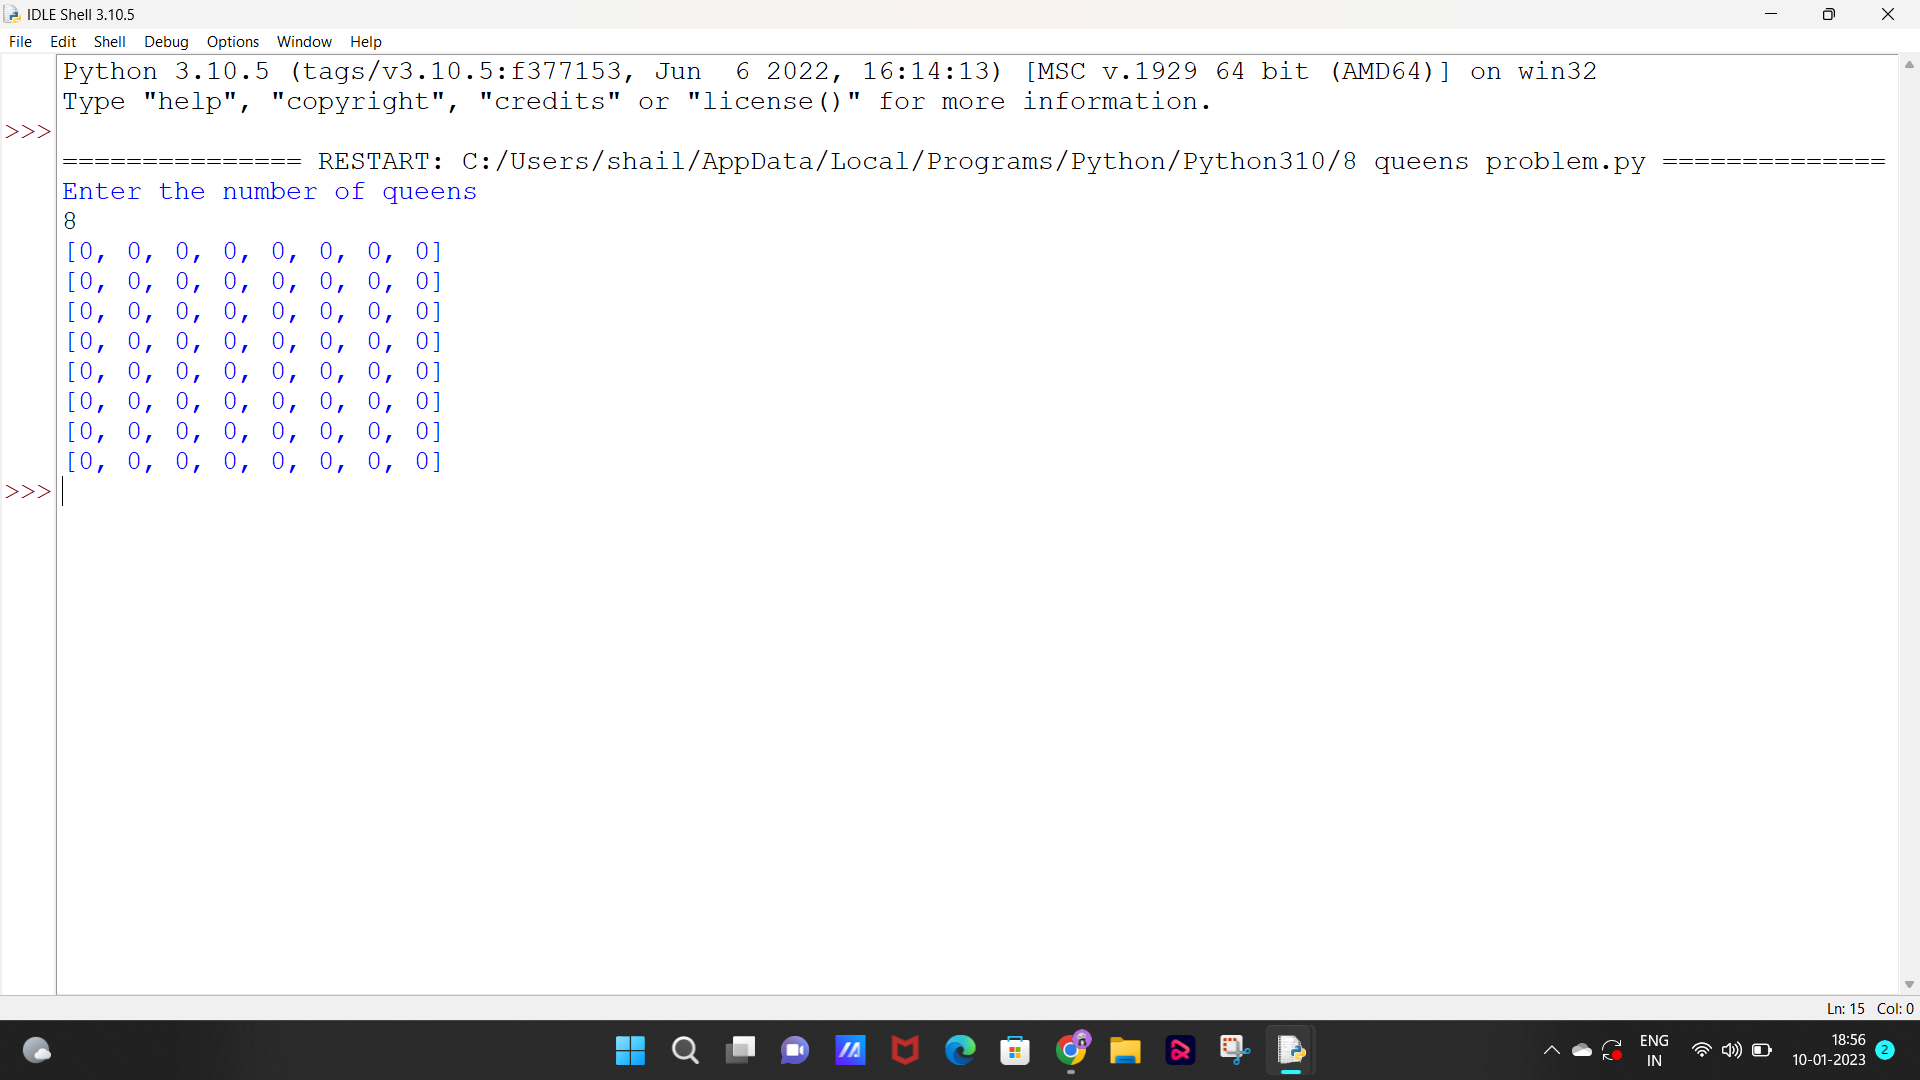 IDLE Shell 3.10.5
File Edit Shell Debug Options Window Help
Python 3.10.5 (tags/v3.10.5:f377153, Jun  6 2022, 16:14:13) [MSC v.1929 64 bit (AMD64)] on win32
Type "help", "copyright", "credits" or "license()" for more information.
>>>
=============== RESTART: C:/Users/shail/AppData/Local/Programs/Python/Python310/8 queens problem.py ==============
Enter the number of queens
8
[0, 0, 0, 0, 0, 0, 0, 0]
[0, 0, 0, 0, 0, 0, 0, 0]
[0, 0, 0, 0, 0, 0, 0, 0]
[0, 0, 0, 0, 0, 0, 0, 0]
[0, 0, 0, 0, 0, 0, 0, 0]
[0, 0, 0, 0, 0, 0, 0, 0]
[0, 0, 0, 0, 0, 0, 0, 0]
[0, 0, 0, 0, 0, 0, 0, 0]
>>>
Ln: 15 Col: 0
ENG
IN
18:56
10-01-2023
2